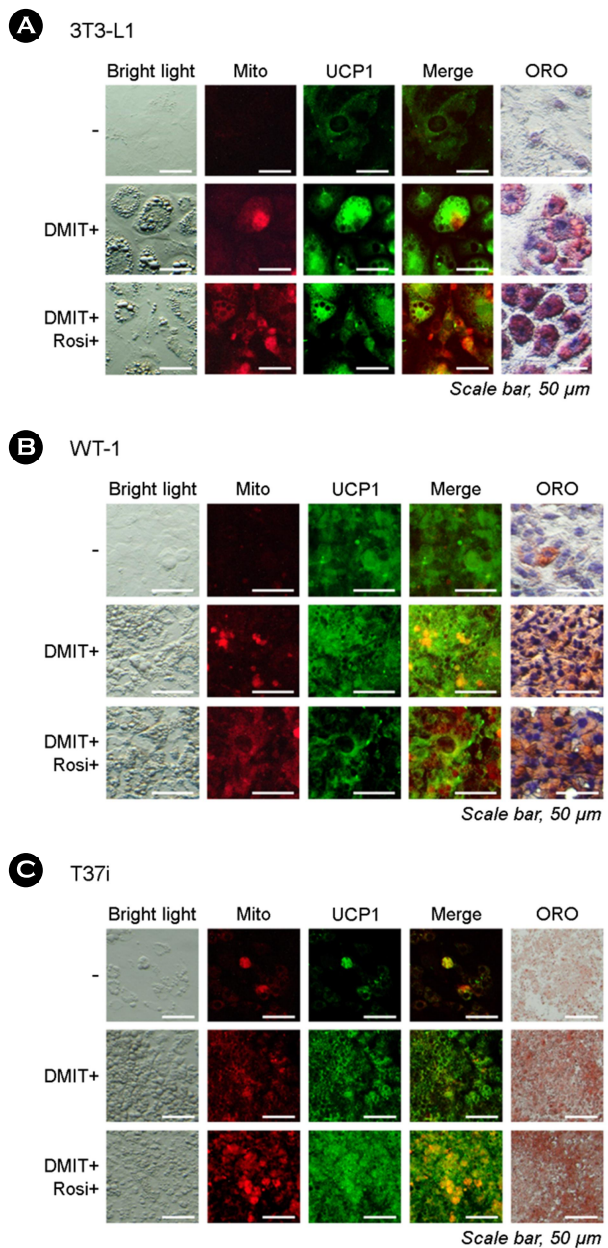 A 3T3-L1
Bright light Mito UCP1 Merge ORO
-
DMIT+
DMIT+
Rosi+
Scale bar, 50 µm
B WT-1
Bright light Mito UCP1 Merge ORO
-
DMIT+
DMIT+
Rosi+
Scale bar, 50 µm
C T37i
Bright light Mito UCP1 Merge ORO
-
DMIT+
DMIT+
Rosi+
Scale bar, 50 µm